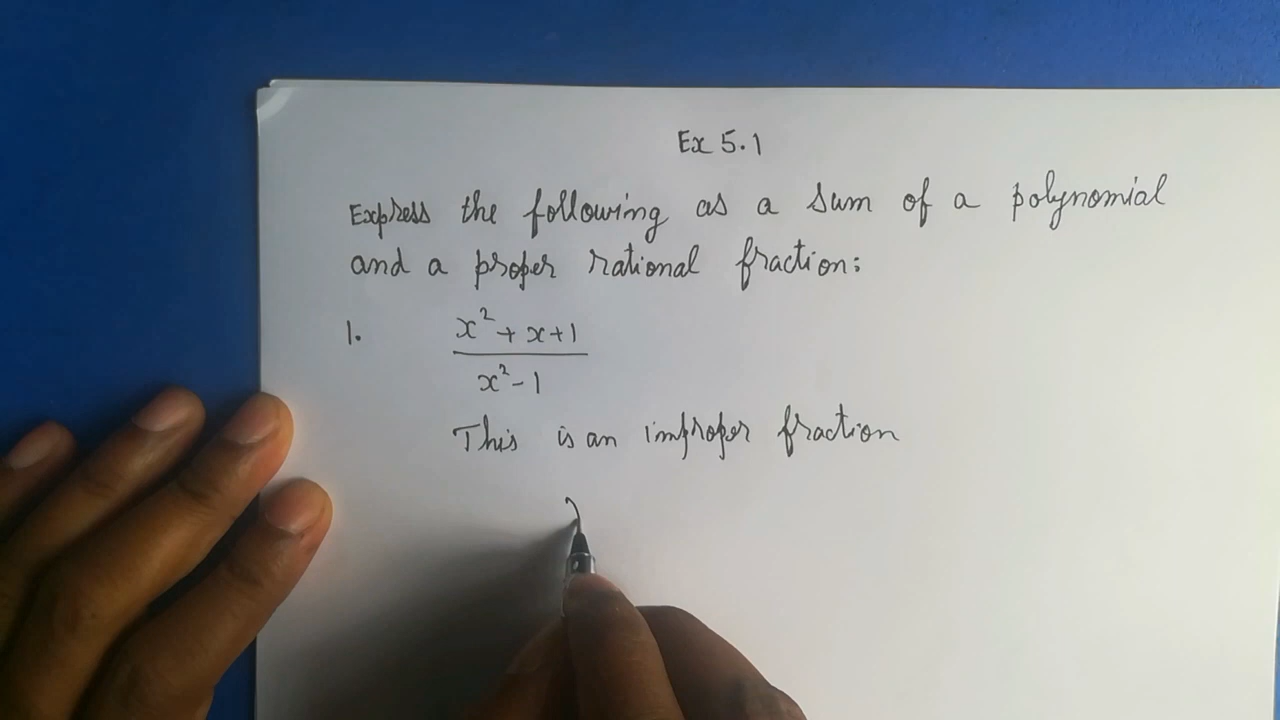 Ex 5.1
Express the following as a sum of a polynomial
and a proper rational fraction:
1. x² + x + 1
x² - 1
This is an improper fraction